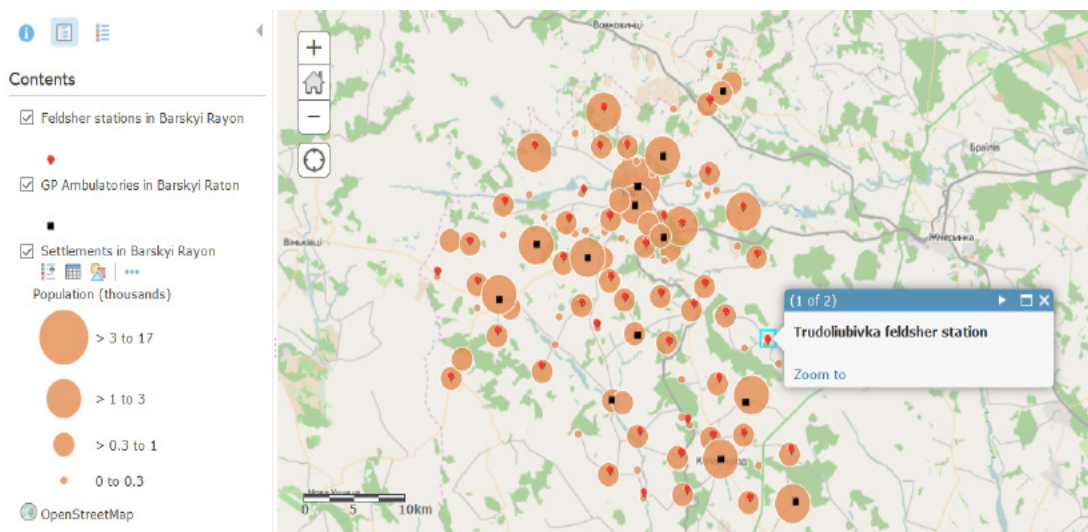 Contents
Feldsher stations in Barskyi Rayon
GP Ambulatories in Barskyi Raton
Settlements in Barskyi Rayon
Population (thousands)
> 3 to 17
> 1 to 3
> 0.3 to 1
0 to 0.3
OpenStreetMap
+
−
Вовковинці
Браїлів
Віньківці
Жмеринка
(1 of 2)
Trudoliubivka feldsher station
Zoom to
0 5 10km